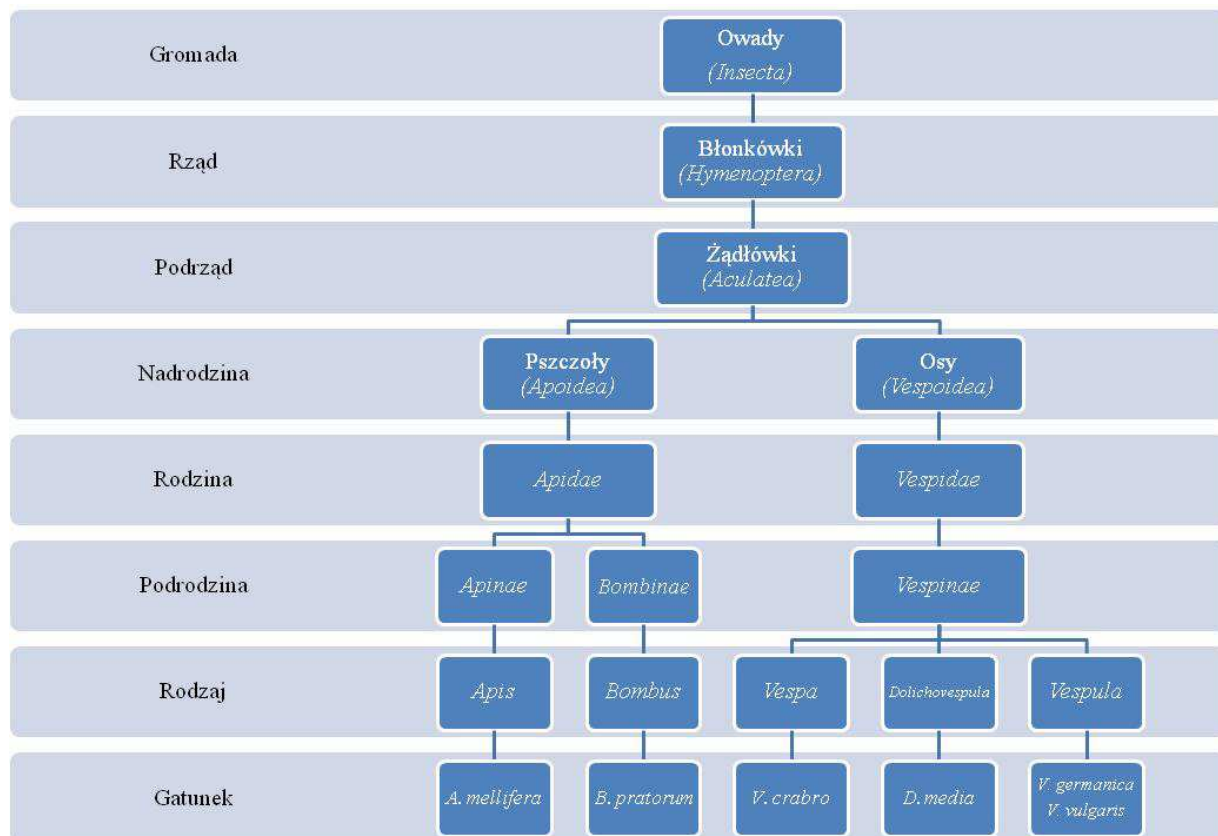 Gromada
Owady
(Insecta)
Rząd
Błonkówki
(Hymenoptera)
Podrząd
Żądłówki
(Aculatea)
Nadrodzina
Pszczoły
(Apoidea)
Osy
(Vespoidea)
Rodzina
Apidae
Vespidae
Podrodzina
Apinae
Bombinae
Vespinae
Rodzaj
Apis
Bombus
Vespa
Dolichovespula
Vespula
Gatunek
A. mellifera
B. pratorum
V. crabro
D. media
V. germanica
V. vulgaris